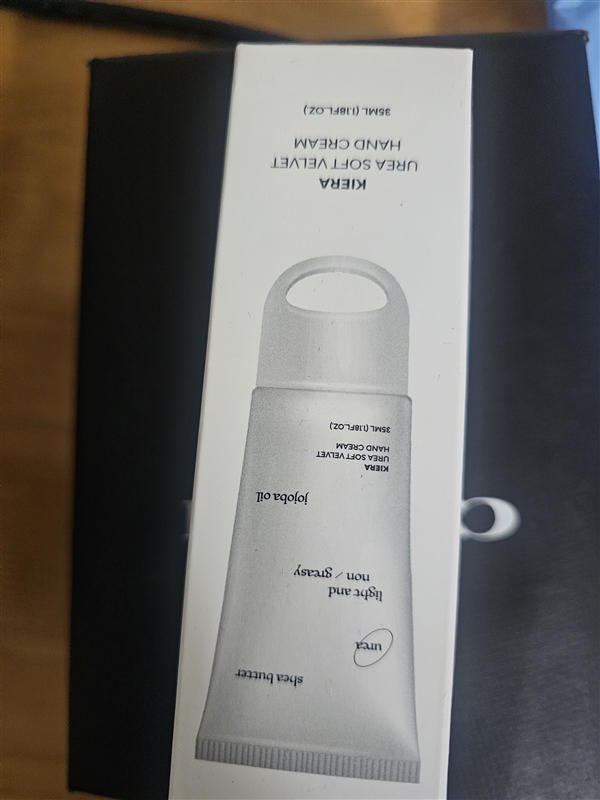 shea butter
urea
light and
non / greasy
jojoba oil
KIERA
UREA SOFT VELVET
HAND CREAM
35ML (1.18FL.OZ)
KIERA
UREA SOFT VELVET
HAND CREAM
35ML (1.18FL.OZ)